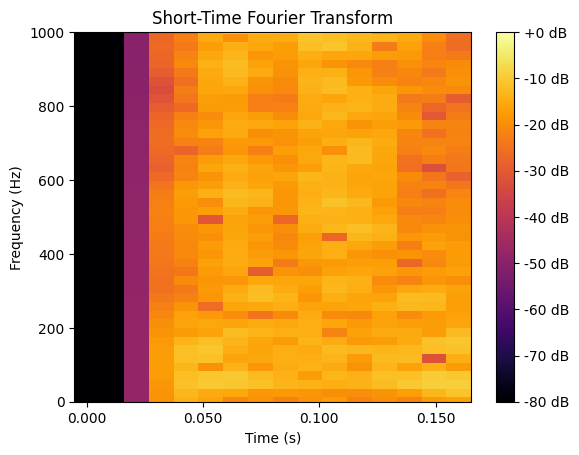 Short-Time Fourier Transform
Frequency (Hz)
1000
800
600
400
200
0
0.000
0.050
0.100
0.150
Time (s)
+0 dB
-10 dB
-20 dB
-30 dB
-40 dB
-50 dB
-60 dB
-70 dB
-80 dB